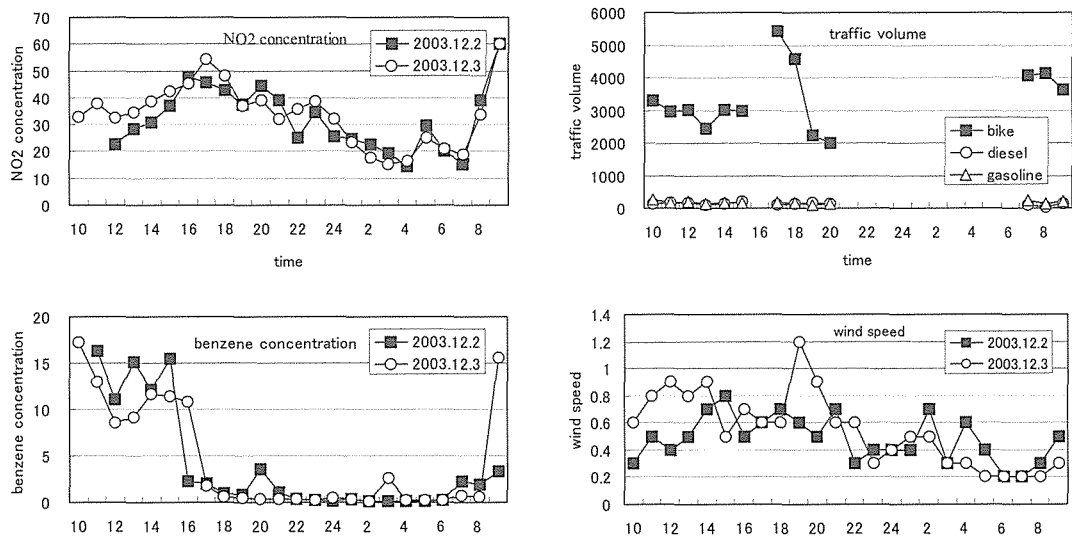 NO2 concentration
2003.12.2
2003.12.3
NO2 concentration
70
60
50
40
30
20
10
0
10 12 14 16 18 20 22 24 2 4 6 8
time
traffic volume
bike
diesel
gasoline
traffic volume
6000
5000
4000
3000
2000
1000
0
10 12 14 16 18 20 22 24 2 4 6 8
time
benzene concentration
2003.12.2
2003.12.3
benzene concentration
20
15
10
5
0
10 12 14 16 18 20 22 24 2 4 6 8
wind speed
2003.12.2
2003.12.3
wind speed
1.4
1.2
1
0.8
0.6
0.4
0.2
0
10 12 14 16 18 20 22 24 2 4 6 8